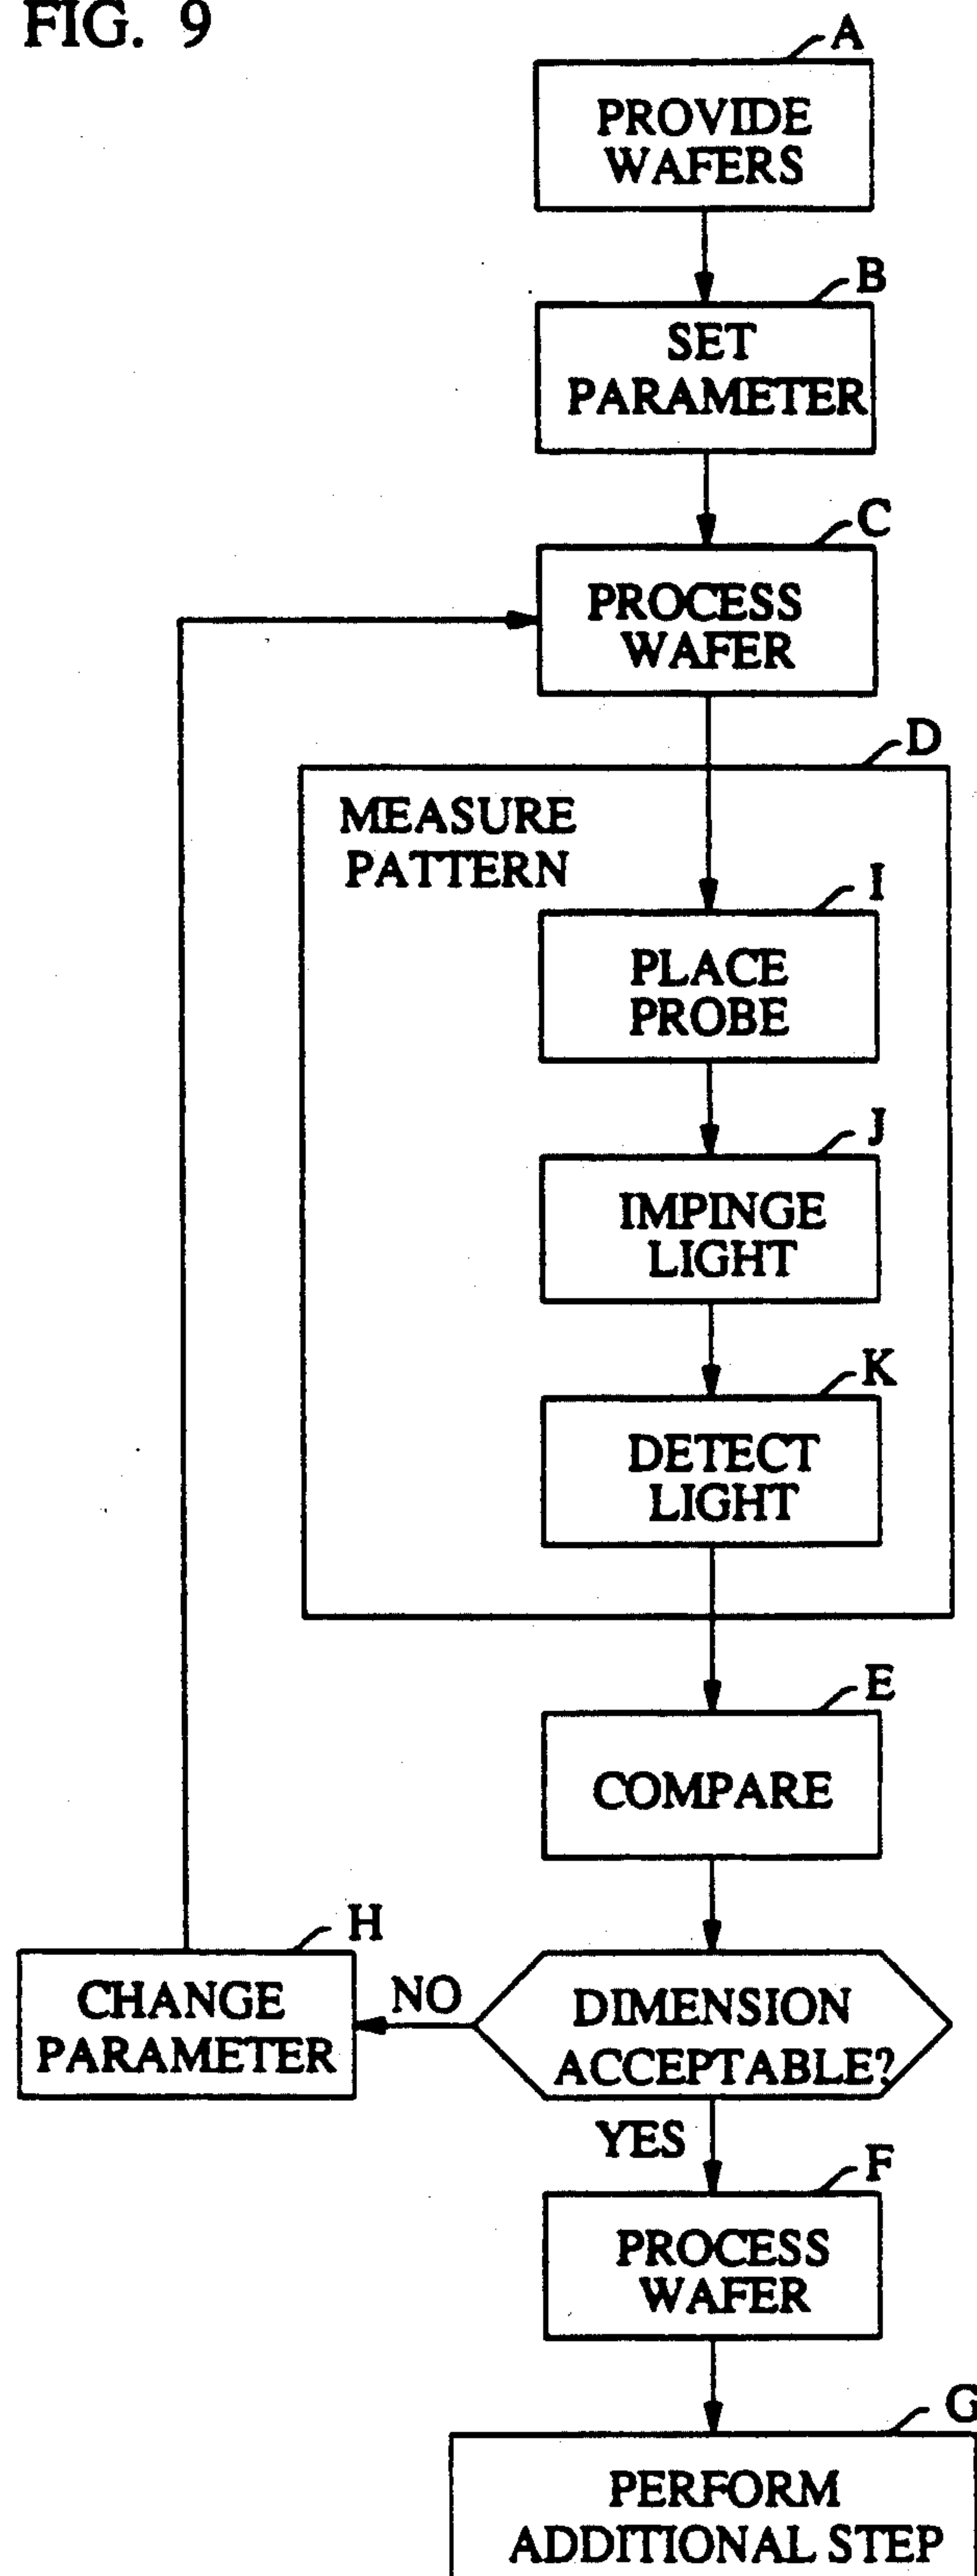 FIG. 9
A
PROVIDE
WAFERS
B
SET
PARAMETER
C
PROCESS
WAFER
D
MEASURE
PATTERN
I
PLACE
PROBE
J
IMPINGE
LIGHT
K
DETECT
LIGHT
E
COMPARE
H
CHANGE
PARAMETER
NO
DIMENSION
ACCEPTABLE?
YES
F
PROCESS
WAFER
G
PERFORM
ADDITIONAL STEP